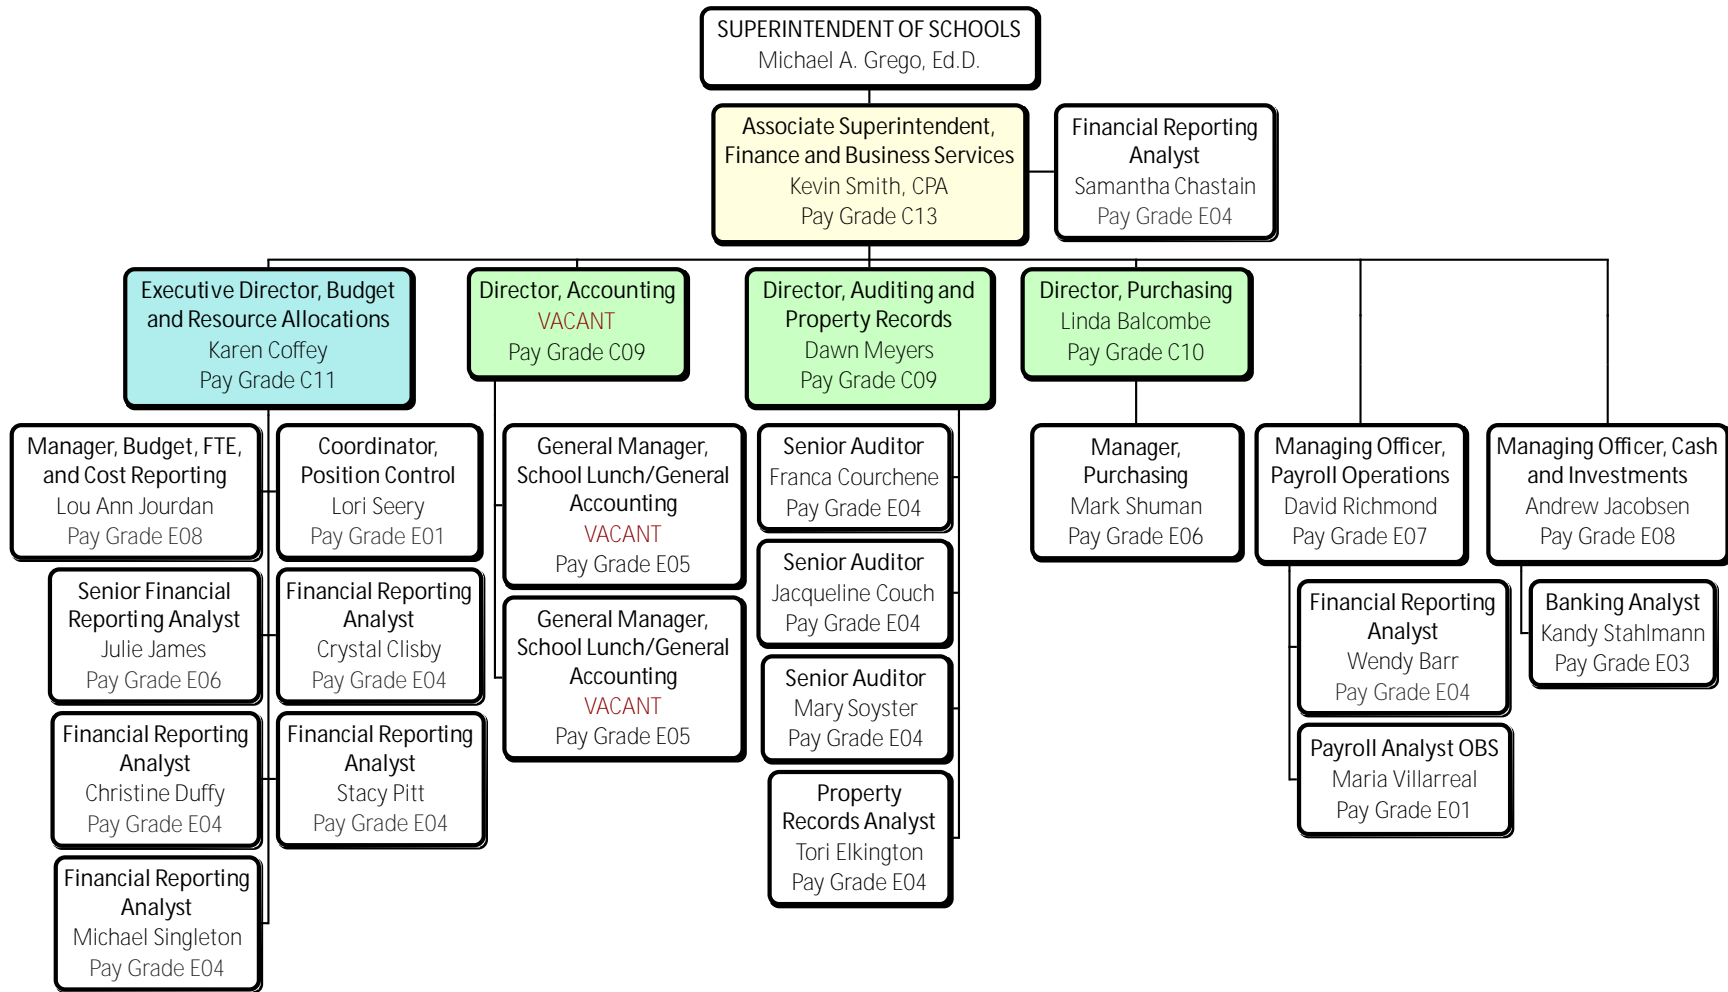 SUPERINTENDENT OF SCHOOLS
Michael A. Grego, Ed.D.
Associate Superintendent,
Finance and Business Services
Kevin Smith, CPA
Pay Grade C13
Financial Reporting
Analyst
Samantha Chastain
Pay Grade E04
Executive Director, Budget
and Resource Allocations
Karen Coffey
Pay Grade C11
Director, Accounting
VACANT
Pay Grade C09
Director, Auditing and
Property Records
Dawn Meyers
Pay Grade C09
Director, Purchasing
Linda Balcombe
Pay Grade C10
Manager, Budget, FTE,
and Cost Reporting
Lou Ann Jourdan
Pay Grade E08
Coordinator,
Position Control
Lori Seery
Pay Grade E01
Senior Financial
Reporting Analyst
Julie James
Pay Grade E06
Financial Reporting
Analyst
Crystal Clisby
Pay Grade E04
Financial Reporting
Analyst
Christine Duffy
Pay Grade E04
Financial Reporting
Analyst
Stacy Pitt
Pay Grade E04
Financial Reporting
Analyst
Michael Singleton
Pay Grade E04
General Manager,
School Lunch/General
Accounting
VACANT
Pay Grade E05
General Manager,
School Lunch/General
Accounting
VACANT
Pay Grade E05
Senior Auditor
Franca Courchene
Pay Grade E04
Senior Auditor
Jacqueline Couch
Pay Grade E04
Senior Auditor
Mary Soyster
Pay Grade E04
Property
Records Analyst
Tori Elkington
Pay Grade E04
Manager,
Purchasing
Mark Shuman
Pay Grade E06
Managing Officer,
Payroll Operations
David Richmond
Pay Grade E07
Financial Reporting
Analyst
Wendy Barr
Pay Grade E04
Payroll Analyst OBS
Maria Villarreal
Pay Grade E01
Managing Officer, Cash
and Investments
Andrew Jacobsen
Pay Grade E08
Banking Analyst
Kandy Stahlmann
Pay Grade E03